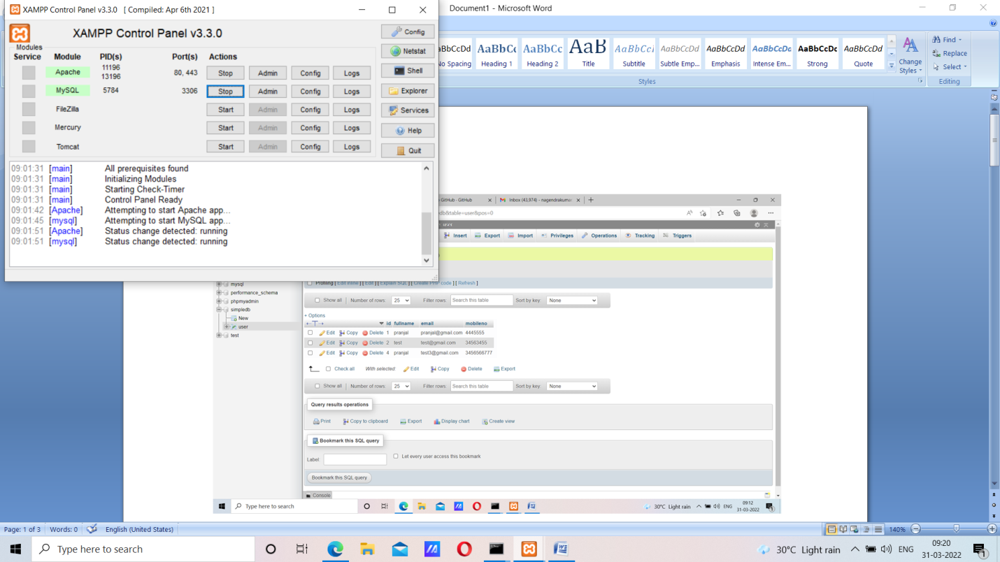 XAMPP Control Panel v3.3.0 [ Compiled: Apr 6th 2021 ]
Document1 - Microsoft Word
XAMPP Control Panel v3.3.0
Modules
Service Module PID(s) Port(s) Actions
Apache 11196 13196 80, 443 Stop Admin Config Logs
MySQL 5784 3306 Stop Admin Config Logs
FileZilla Start Admin Config Logs
Mercury Start Admin Config Logs
Tomcat Start Admin Config Logs
Config
Netstat
Shell
Explorer
Services
Help
Quit
09:01:31 [main] All prerequisites found
09:01:31 [main] Initializing Modules
09:01:31 [main] Starting Check-Timer
09:01:31 [main] Control Panel Ready
09:01:42 [Apache] Attempting to start Apache app...
09:01:45 [mysql] Attempting to start MySQL app...
09:01:51 [Apache] Status change detected: running
09:01:51 [mysql] Status change detected: running
BbCcDd AaBbCc AaBbCc AaB AaBbCcI AaBbCcDd AaBbCcDd AaBbCcDc AaBbCcDc AaBbCcDd
No Spacing Heading 1 Heading 2 Title Subtitle Subtle Emp... Emphasis Intense Em... Strong Quote
Change Styles
Find
Replace
Select
Styles
Editing
GitHub - GitHub
Inbox (43,974) - nagendrakumar
edb&table=user&pos=0
user
Insert Export Import Privileges Operations Tracking Triggers
Profiling [ Edit inline ] [ Edit ] [ Explain SQL ] [ Create PHP code ] [ Refresh ]
mysql
performance_schema
phpmyadmin
simpledb
New
user
test
Show all Number of rows: 25 Filter rows: Search this table Sort by key: None
Options
id fullname email mobileno
Edit Copy Delete 1 pranjal pranjal@gmail.com 4445555
Edit Copy Delete 2 test test@gmail.com 34563455
Edit Copy Delete 4 pranjal test3@gmail.com 3456566777
Check all With selected: Edit Copy Delete Export
Show all Number of rows: 25 Filter rows: Search this table Sort by key: None
Query results operations
Print Copy to clipboard Export Display chart Create view
Bookmark this SQL query
Label: Let every user access this bookmark
Bookmark this SQL query
Console
Type here to search
30°C Light rain ENG 09:12 31-03-2022
Page: 1 of 3 Words: 0 English (United States) 140%
Type here to search
30°C Light rain ENG 09:20 31-03-2022 1